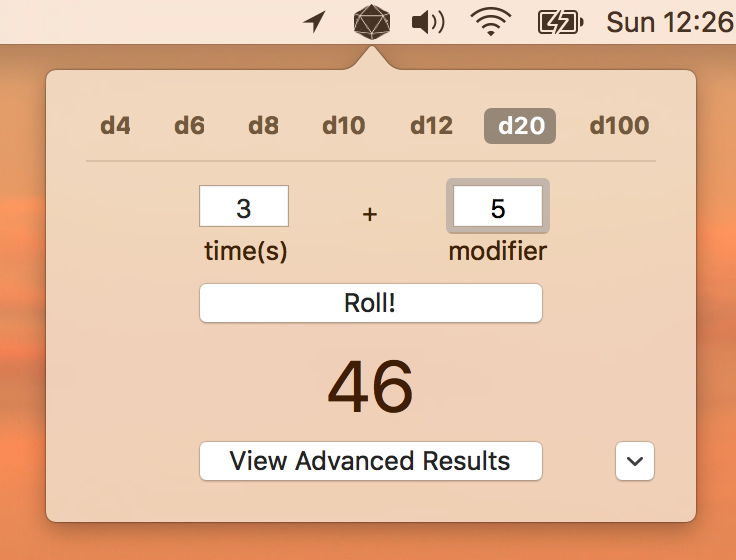 Sun 12:26
d4 d6 d8 d10 d12 d20 d100
3 + 5
time(s) modifier
Roll!
46
View Advanced Results